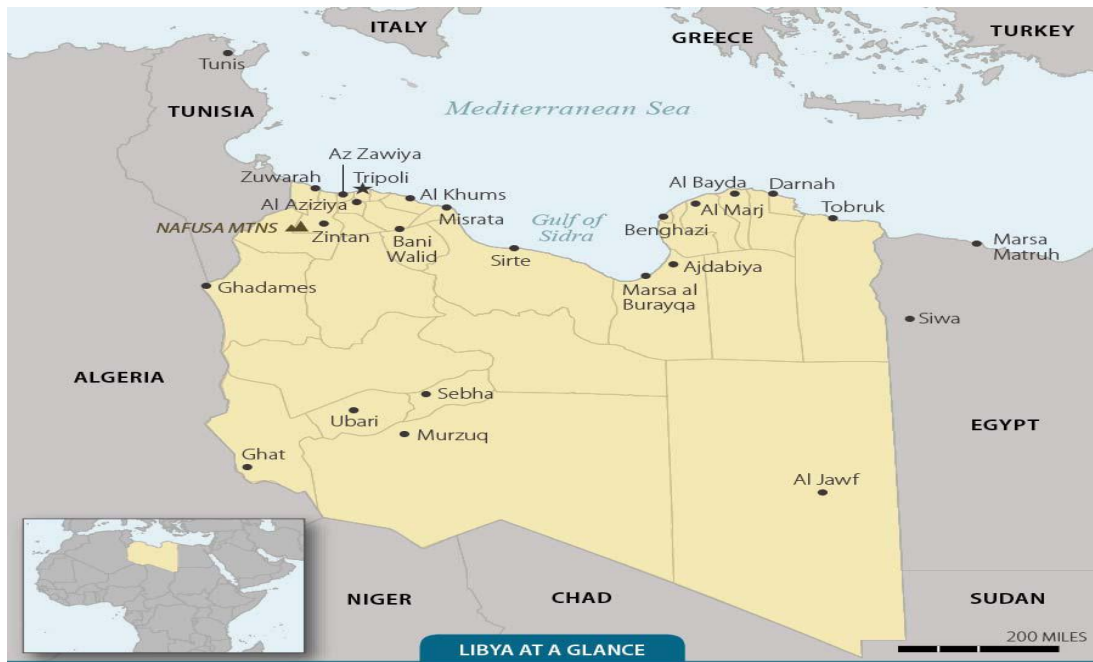 ITALY
GREECE
TURKEY
Tunis
TUNISIA
Mediterranean Sea
Az Zawiya
Zuwarah
Tripoli
Al Khums
Al Aziziya
Misrata
NAFUSA MTNS
Zintan
Bani
Walid
Gulf of
Sidra
Sirte
Al Bayda
Darnah
Al Marj
Tobruk
Benghazi
Marsa
Matruh
Ajdabiya
Marsa al
Burayqa
Ghadames
Siwa
ALGERIA
Sebha
Ubari
Murzuq
EGYPT
Ghat
Al Jawf
NIGER
CHAD
SUDAN
200 MILES
LIBYA AT A GLANCE